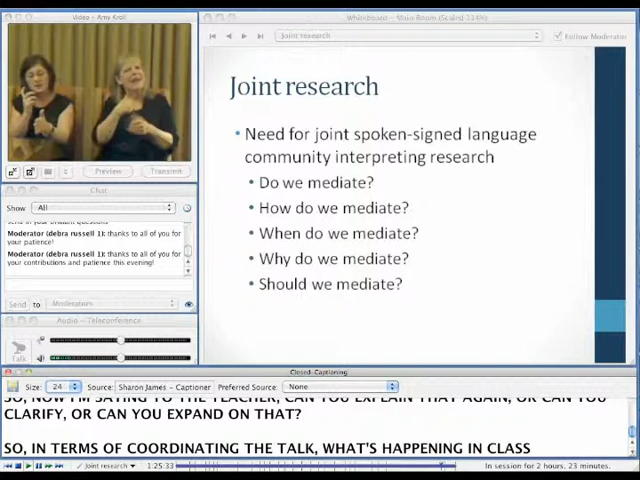 Video - Amy Kroll
Whiteboard - Main Room (Scaled 114%)
Joint research
Follow Moderator
Joint research
• Need for joint spoken-signed language
community interpreting research
• Do we mediate?
• How do we mediate?
• When do we mediate?
• Why do we mediate?
• Should we mediate?
Preview
Transmit
Chat
Show All
Moderator (debra russell 1): thanks to all of you for
your patience!
Moderator (debra russell 1): thanks to all of you for
your contributions and patience this evening!
Send to Moderators
Audio - Teleconference
Talk
Closed-Captioning
Size: 24 Source: Sharon James - Captioner Preferred Source: None
SO, NOW I'M SAYING TO THE TEACHER, CAN YOU EXPLAIN THAT AGAIN, OR CAN YOU
CLARIFY, OR CAN YOU EXPAND ON THAT?
SO, IN TERMS OF COORDINATING THE TALK, WHAT'S HAPPENING IN CLASS
Joint research 1:25:33 In session for 2 hours, 23 minutes.